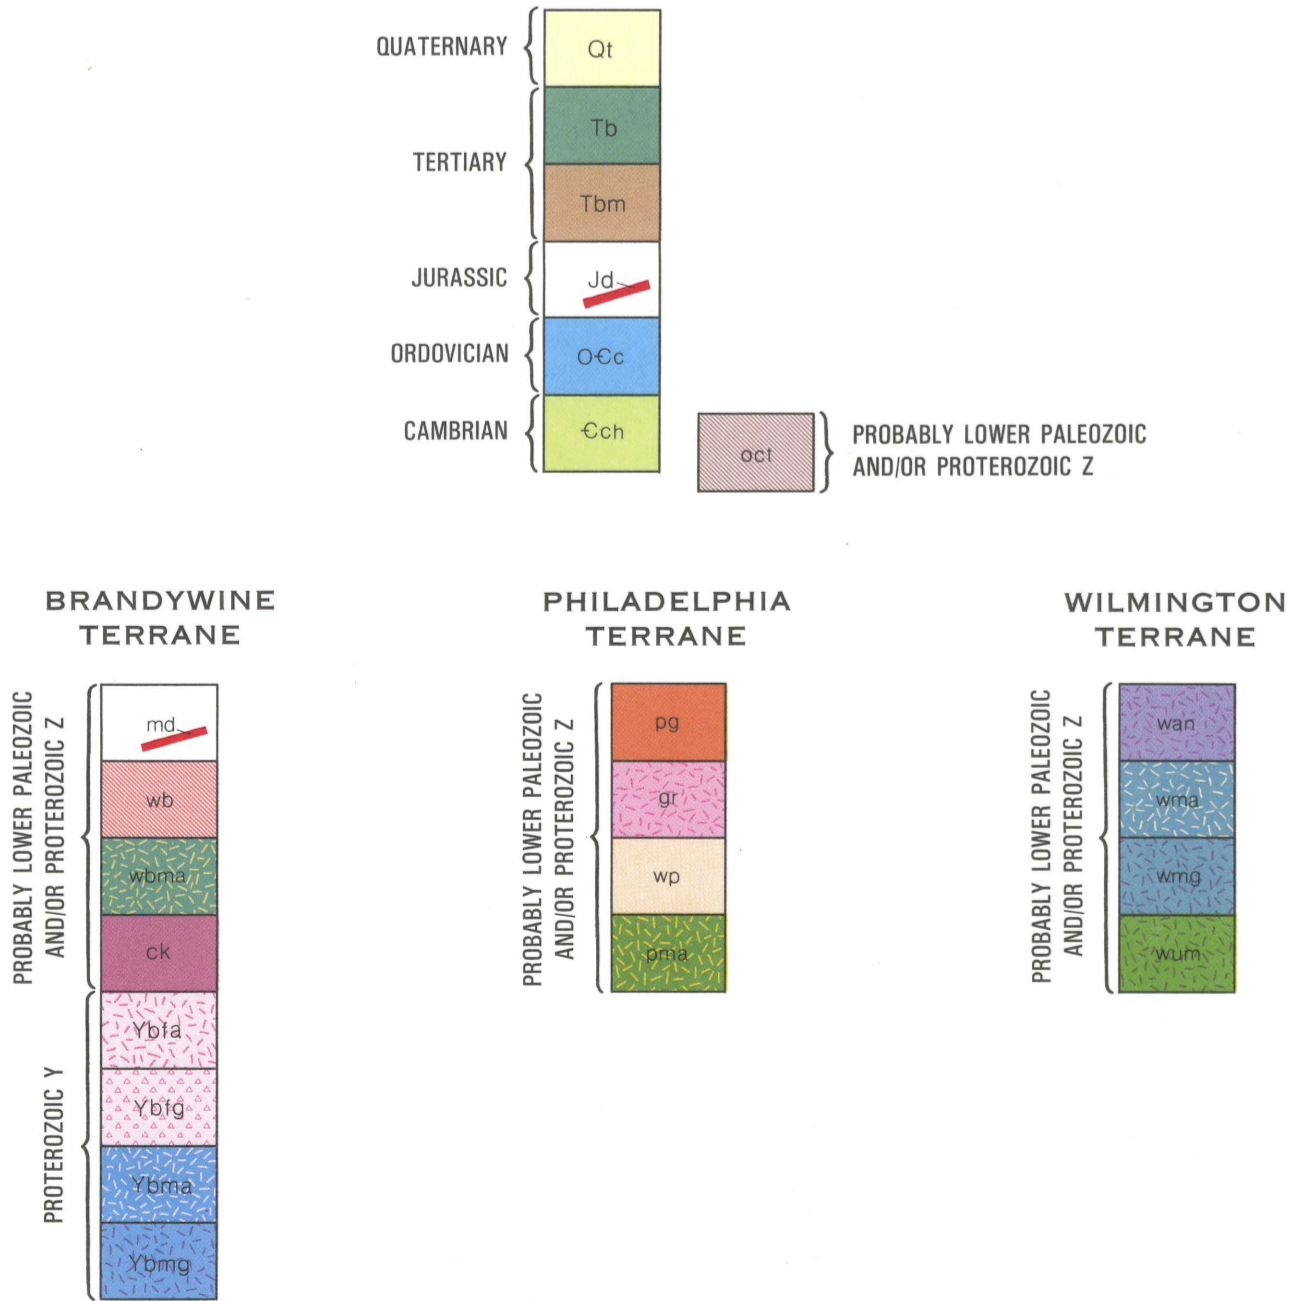 QUATERNARY
Qt
Tb
TERTIARY
Tbm
JURASSIC
Jd
ORDOVICIAN
O€c
CAMBRIAN
€ch
oct
PROBABLY LOWER PALEOZOIC
AND/OR PROTEROZOIC Z
BRANDYWINE
TERRANE
PROBABLY LOWER PALEOZOIC
AND/OR PROTEROZOIC Z
md
wb
wbma
ck
PROTEROZOIC Y
Ybfa
Ybfg
Ybma
Ybmg
PHILADELPHIA
TERRANE
PROBABLY LOWER PALEOZOIC
AND/OR PROTEROZOIC Z
pg
gr
wp
pma
WILMINGTON
TERRANE
PROBABLY LOWER PALEOZOIC
AND/OR PROTEROZOIC Z
wan
wma
wmg
wum